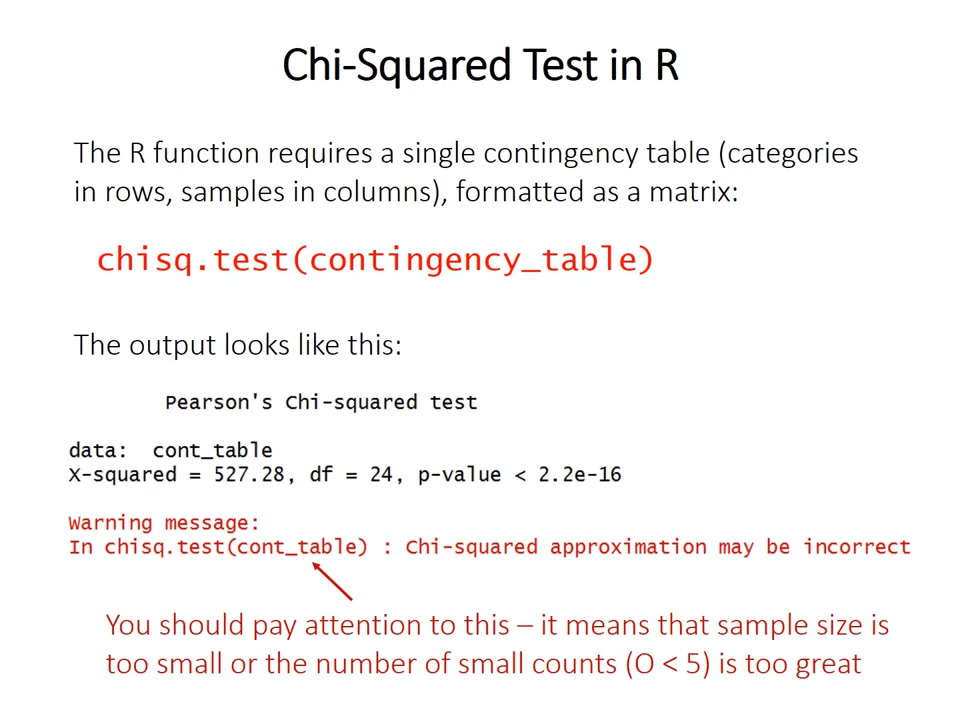 Chi-Squared Test in R
The R function requires a single contingency table (categories
in rows, samples in columns), formatted as a matrix:
chisq.test(contingency_table)
The output looks like this:
Pearson's Chi-squared test
data:  cont_table
X-squared = 527.28, df = 24, p-value < 2.2e-16
Warning message:
In chisq.test(cont_table) : Chi-squared approximation may be incorrect
You should pay attention to this – it means that sample size is
too small or the number of small counts (O < 5) is too great